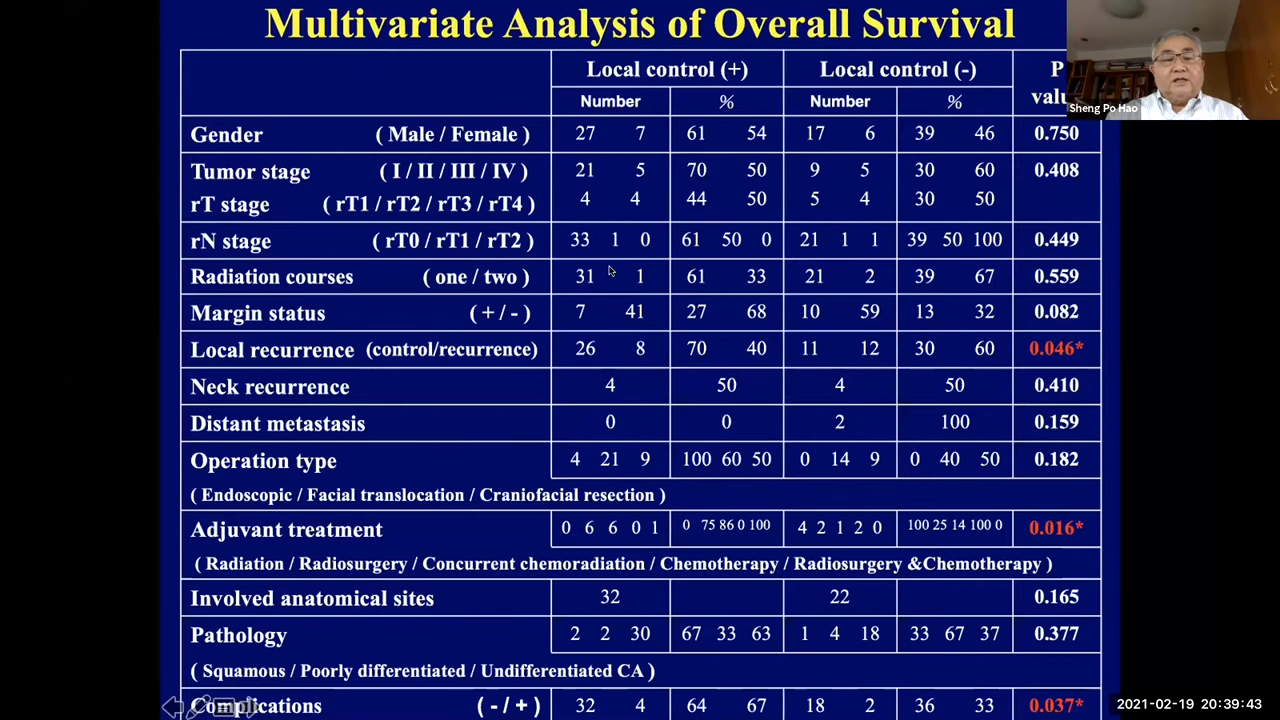 Multivariate Analysis of Overall Survival
Local control (+) Local control (-) P
Number % Number % valu
Sheng Po Hao
Gender ( Male / Female ) 27 7 61 54 17 6 39 46 0.750
Tumor stage ( I / II / III / IV ) 21 5 70 50 9 5 30 60 0.408
rT stage ( rT1 / rT2 / rT3 / rT4 ) 4 4 44 50 5 4 30 50
rN stage ( rT0 / rT1 / rT2 ) 33 1 0 61 50 0 21 1 1 39 50 100 0.449
Radiation courses ( one / two ) 31 1 61 33 21 2 39 67 0.559
Margin status ( + / - ) 7 41 27 68 10 59 13 32 0.082
Local recurrence (control/recurrence) 26 8 70 40 11 12 30 60 0.046*
Neck recurrence 4 50 4 50 0.410
Distant metastasis 0 0 2 100 0.159
Operation type 4 21 9 100 60 50 0 14 9 0 40 50 0.182
( Endoscopic / Facial translocation / Craniofacial resection )
Adjuvant treatment 0 6 6 0 1 0 75 86 0 100 4 2 1 2 0 100 25 14 100 0 0.016*
( Radiation / Radiosurgery / Concurrent chemoradiation / Chemotherapy / Radiosurgery &Chemotherapy )
Involved anatomical sites 32 22 0.165
Pathology 2 2 30 67 33 63 1 4 18 33 67 37 0.377
( Squamous / Poorly differentiated / Undifferentiated CA )
Complications ( - / + ) 32 4 64 67 18 2 36 33 0.037*
2021-02-19 20:39:43